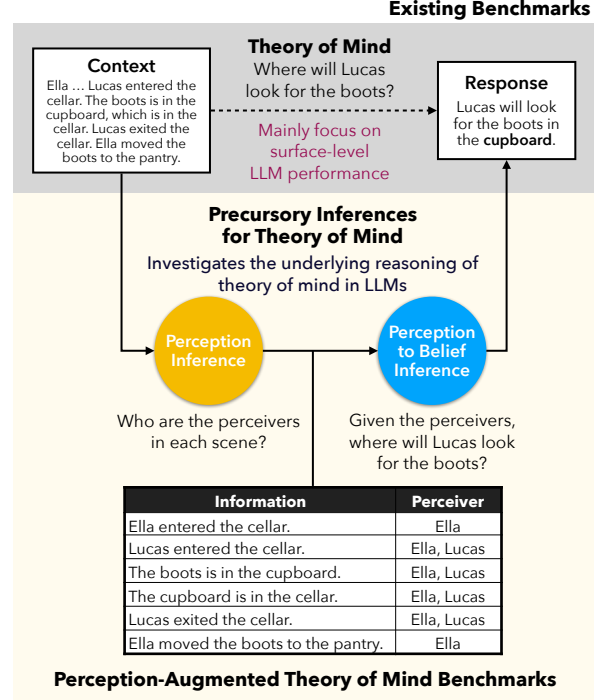 Existing Benchmarks
Theory of Mind
Where will Lucas
look for the boots?
Mainly focus on
surface-level
LLM performance
Context
Ella … Lucas entered the
cellar. The boots is in the
cupboard, which is in the
cellar. Lucas exited the
cellar. Ella moved the
boots to the pantry.
Response
Lucas will look
for the boots in
the cupboard.
Precursory Inferences
for Theory of Mind
Investigates the underlying reasoning of
theory of mind in LLMs
Perception
Inference
Perception
to Belief
Inference
Who are the perceivers
in each scene?
Given the perceivers,
where will Lucas look
for the boots?
Information Perceiver
Ella entered the cellar. Ella
Lucas entered the cellar. Ella, Lucas
The boots is in the cupboard. Ella, Lucas
The cupboard is in the cellar. Ella, Lucas
Lucas exited the cellar. Ella, Lucas
Ella moved the boots to the pantry. Ella
Perception-Augmented Theory of Mind Benchmarks